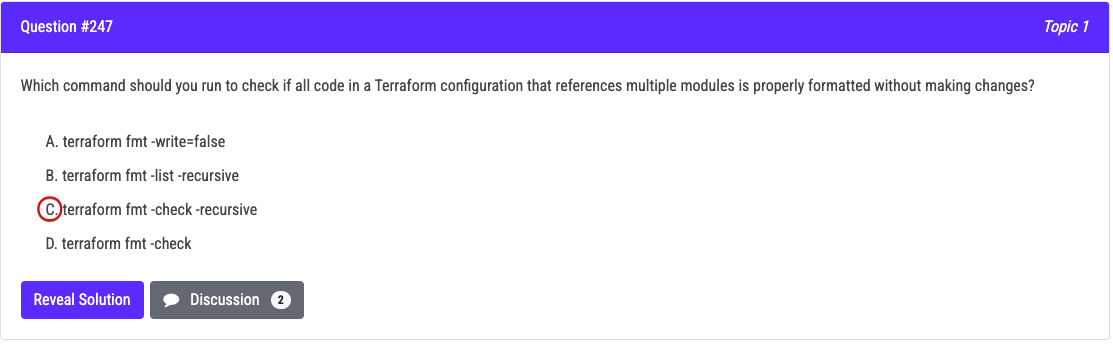 Question #247
Topic 1
Which command should you run to check if all code in a Terraform configuration that references multiple modules is properly formatted without making changes?
A. terraform fmt -write=false
B. terraform fmt -list -recursive
C. terraform fmt -check -recursive
D. terraform fmt -check
Reveal Solution
Discussion 2